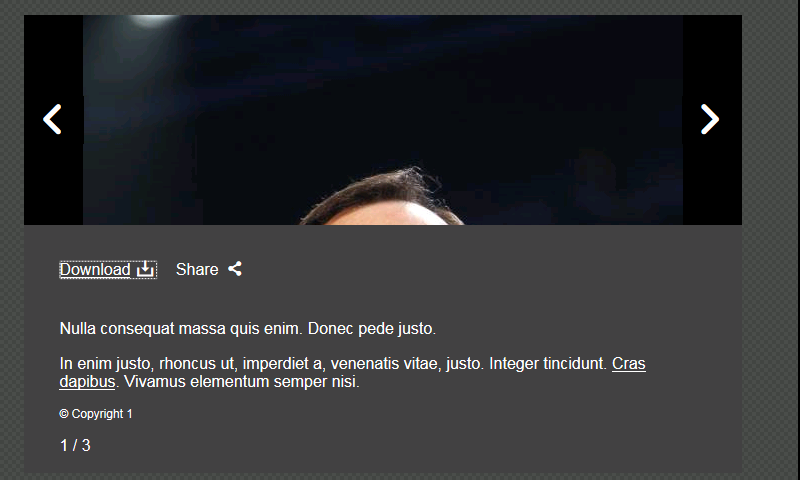 Download Share
Nulla consequat massa quis enim. Donec pede justo.
In enim justo, rhoncus ut, imperdiet a, venenatis vitae, justo. Integer tincidunt. Cras
dapibus. Vivamus elementum semper nisi.
© Copyright 1
1 / 3